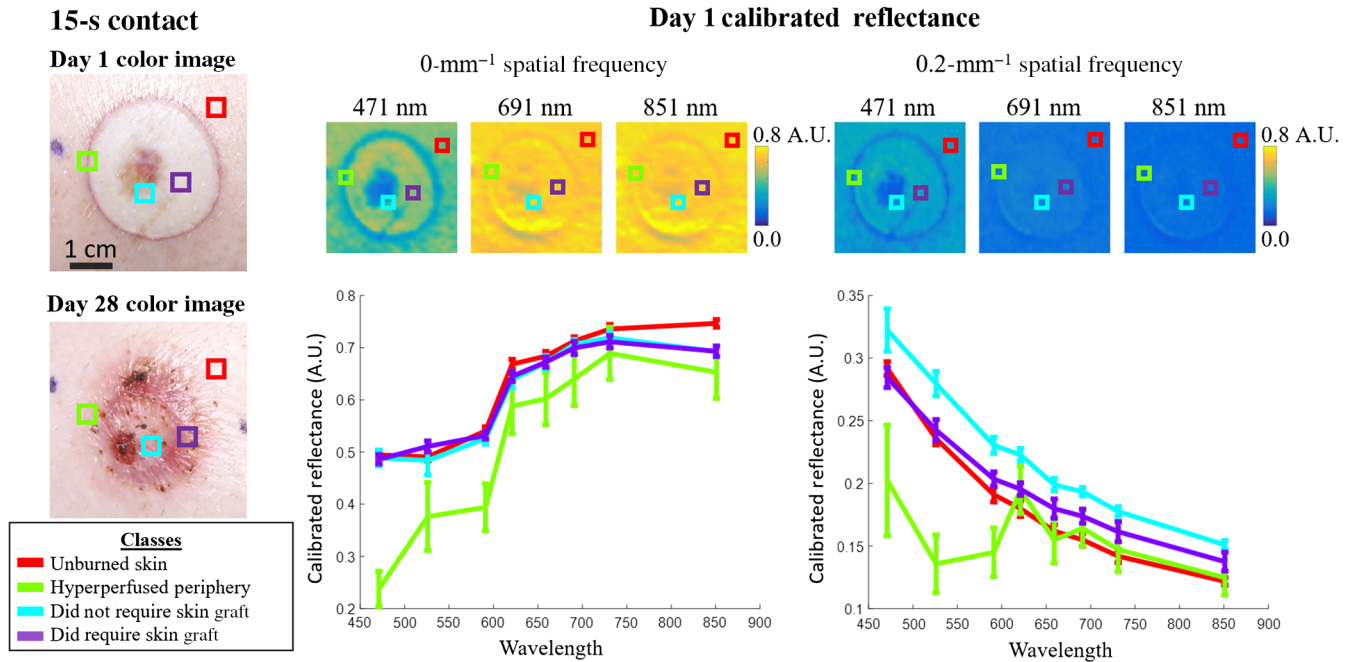 15-s contact
Day 1 calibrated reflectance
Day 1 color image
0-mm⁻¹ spatial frequency
0.2-mm⁻¹ spatial frequency
471 nm
691 nm
851 nm
0.8 A.U.
0.0
471 nm
691 nm
851 nm
0.8 A.U.
0.0
1 cm
Day 28 color image
Classes
Unburned skin
Hyperperfused periphery
Did not require skin graft
Did require skin graft
Calibrated reflectance (A.U.)
0.8
0.7
0.6
0.5
0.4
0.3
0.2
450 500 550 600 650 700 750 800 850 900
Wavelength
Calibrated reflectance (A.U.)
0.35
0.3
0.25
0.2
0.15
0.1
450 500 550 600 650 700 750 800 850 900
Wavelength